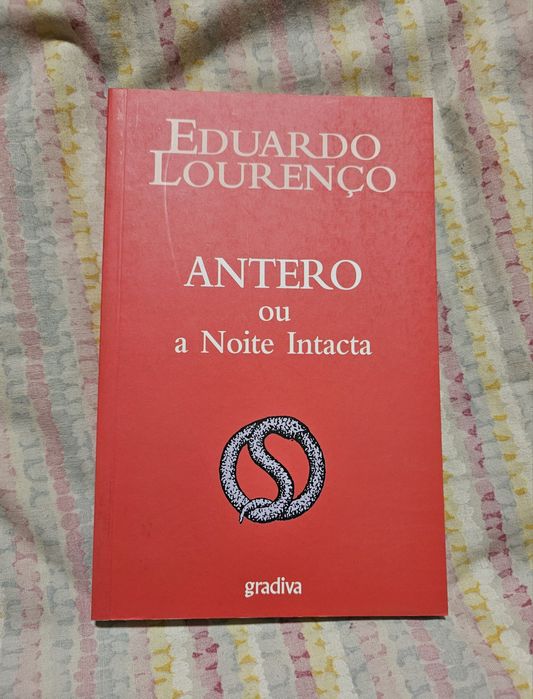 EDUARDO
LOURENÇO
ANTERO
ou
a Noite Intacta
gradiva